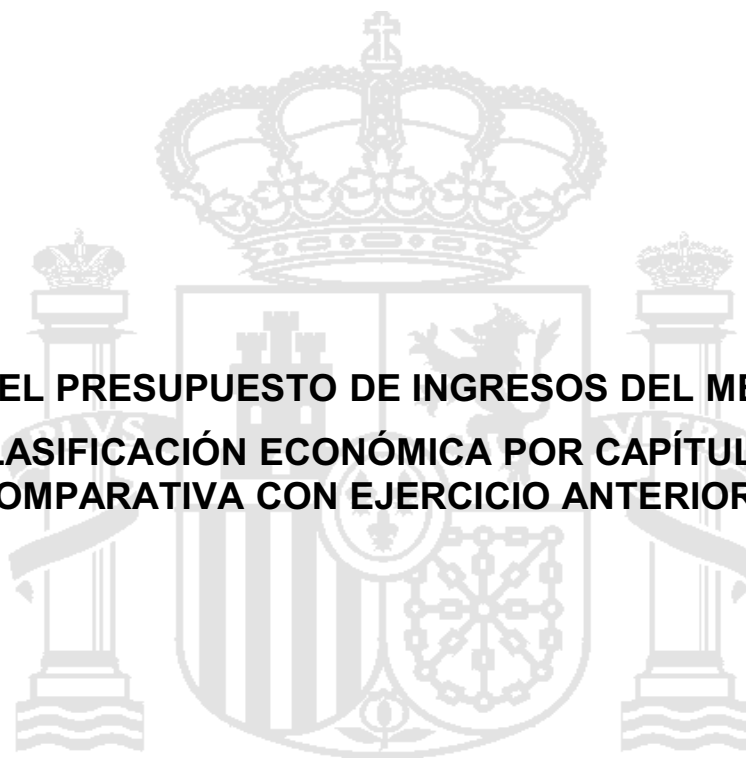 EL PRESUPUESTO DE INGRESOS DEL ME
LASIFICACIÓN ECONÓMICA POR CAPÍTUL
OMPARATIVA CON EJERCICIO ANTERIOR